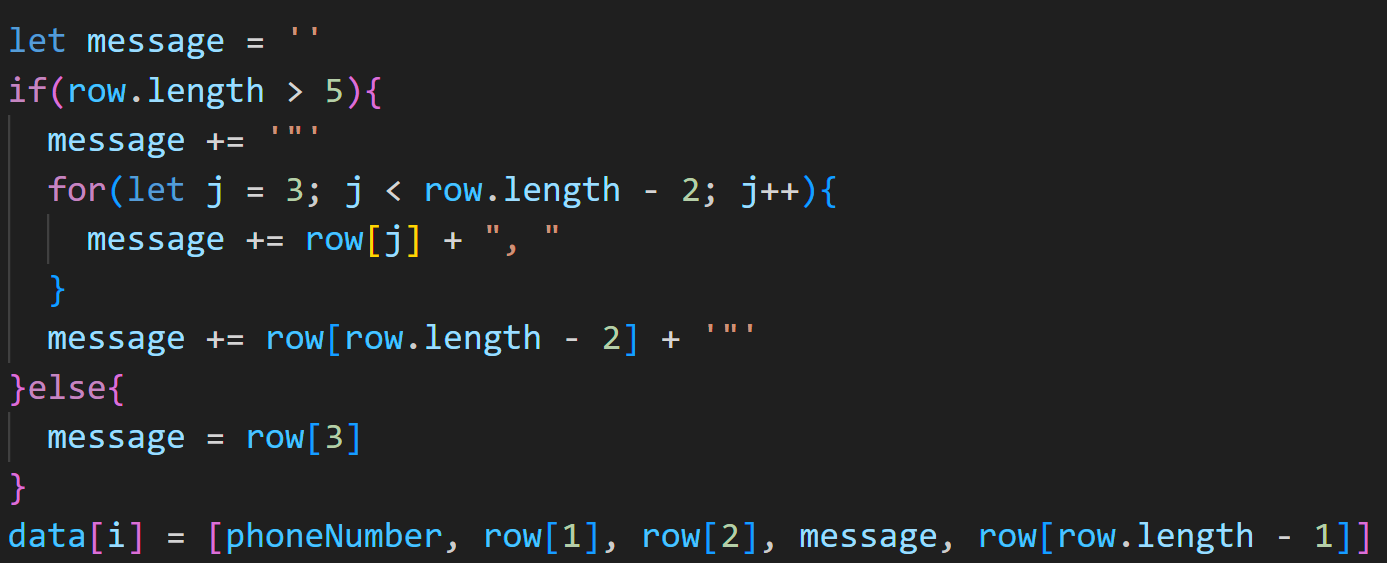 let message = ''
if(row.length > 5){
  message += '"'
  for(let j = 3; j < row.length - 2; j++){
    message += row[j] + ", "
  }
  message += row[row.length - 2] + '"'
}else{
  message = row[3]
}
data[i] = [phoneNumber, row[1], row[2], message, row[row.length - 1]]